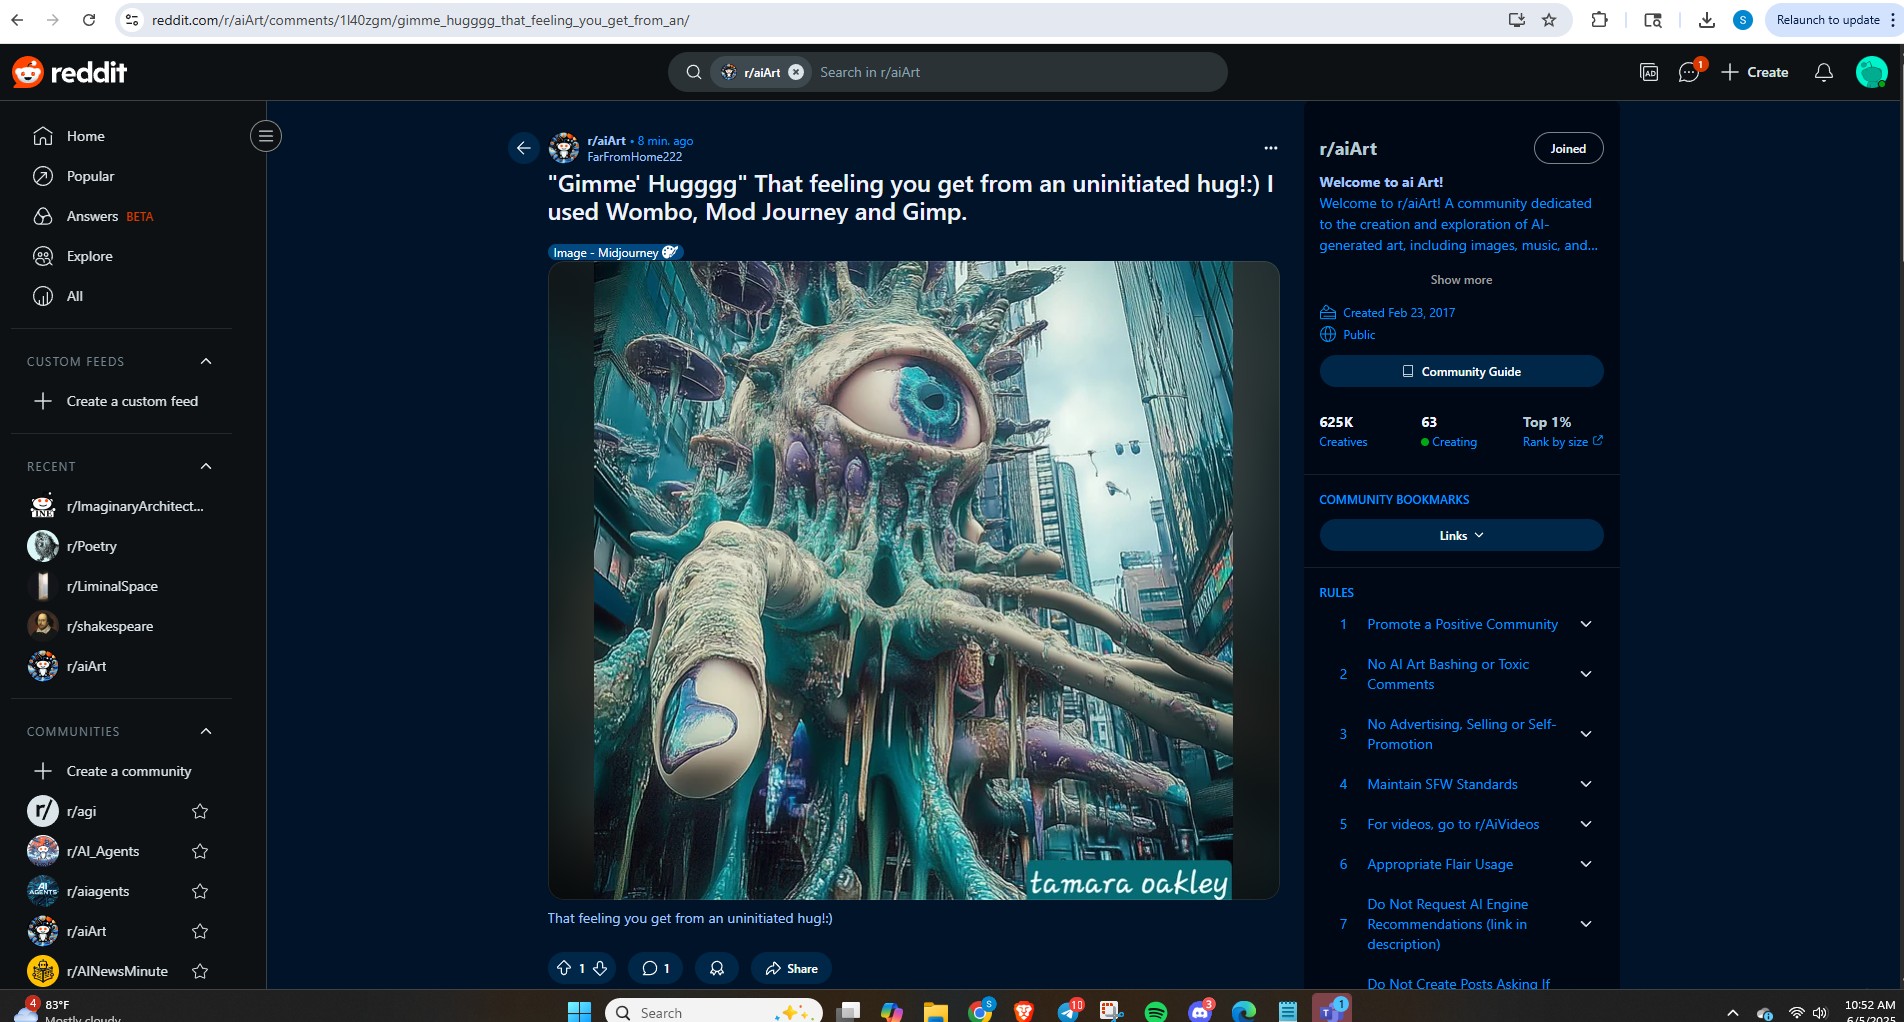 reddit.com/r/aiArt/comments/1l40zgm/gimme_hugggg_that_feeling_you_get_from_an/
S
Relaunch to update
reddit
r/aiArt
Search in r/aiArt
AD
1
Create
Home
Popular
Answers BETA
Explore
All
CUSTOM FEEDS
Create a custom feed
RECENT
r/ImaginaryArchitect...
r/Poetry
r/LiminalSpace
r/shakespeare
r/aiArt
COMMUNITIES
Create a community
r/ r/agi
r/AI_Agents
AI AGENTS r/aiagents
r/aiArt
r/AINewsMinute
r/aiArt • 8 min. ago
FarFromHome222
"Gimme' Hugggg" That feeling you get from an uninitiated hug!:) I
used Wombo, Mod Journey and Gimp.
Image - Midjourney
tamara oakley
That feeling you get from an uninitiated hug!:)
1
1
Share
r/aiArt
Joined
Welcome to ai Art!
Welcome to r/aiArt! A community dedicated
to the creation and exploration of AI-
generated art, including images, music, and...
Show more
Created Feb 23, 2017
Public
Community Guide
625K 63 Top 1%
Creatives Creating Rank by size
COMMUNITY BOOKMARKS
Links
RULES
1 Promote a Positive Community
2 No AI Art Bashing or Toxic
Comments
3 No Advertising, Selling or Self-
Promotion
4 Maintain SFW Standards
5 For videos, go to r/AiVideos
6 Appropriate Flair Usage
7 Do Not Request AI Engine
Recommendations (link in
description)
Do Not Create Posts Asking If
4
83°F
Mostly cloudy
Search
S
10
3
1
10:52 AM
6/5/2025